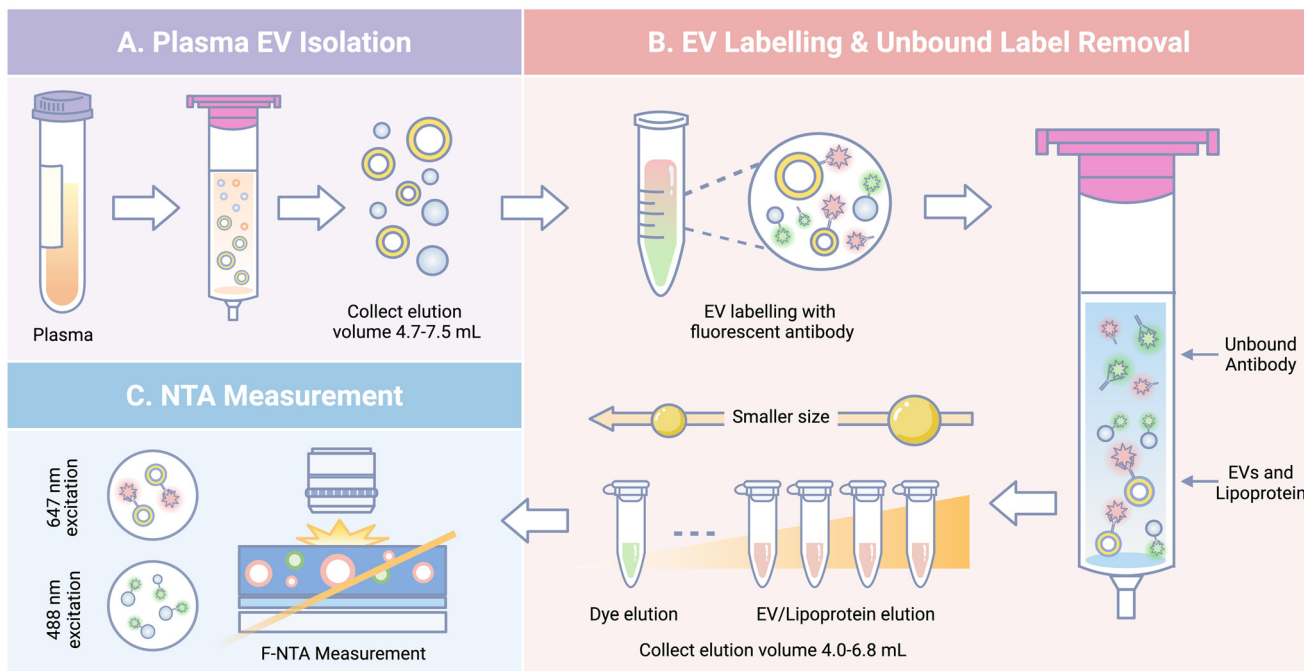 A. Plasma EV Isolation
Plasma
Collect elution
volume 4.7-7.5 mL
B. EV Labelling & Unbound Label Removal
EV labelling with
fluorescent antibody
Unbound
Antibody
EVs and
Lipoprotein
Smaller size
Dye elution
EV/Lipoprotein elution
Collect elution volume 4.0-6.8 mL
C. NTA Measurement
647 nm
excitation
488 nm
excitation
F-NTA Measurement